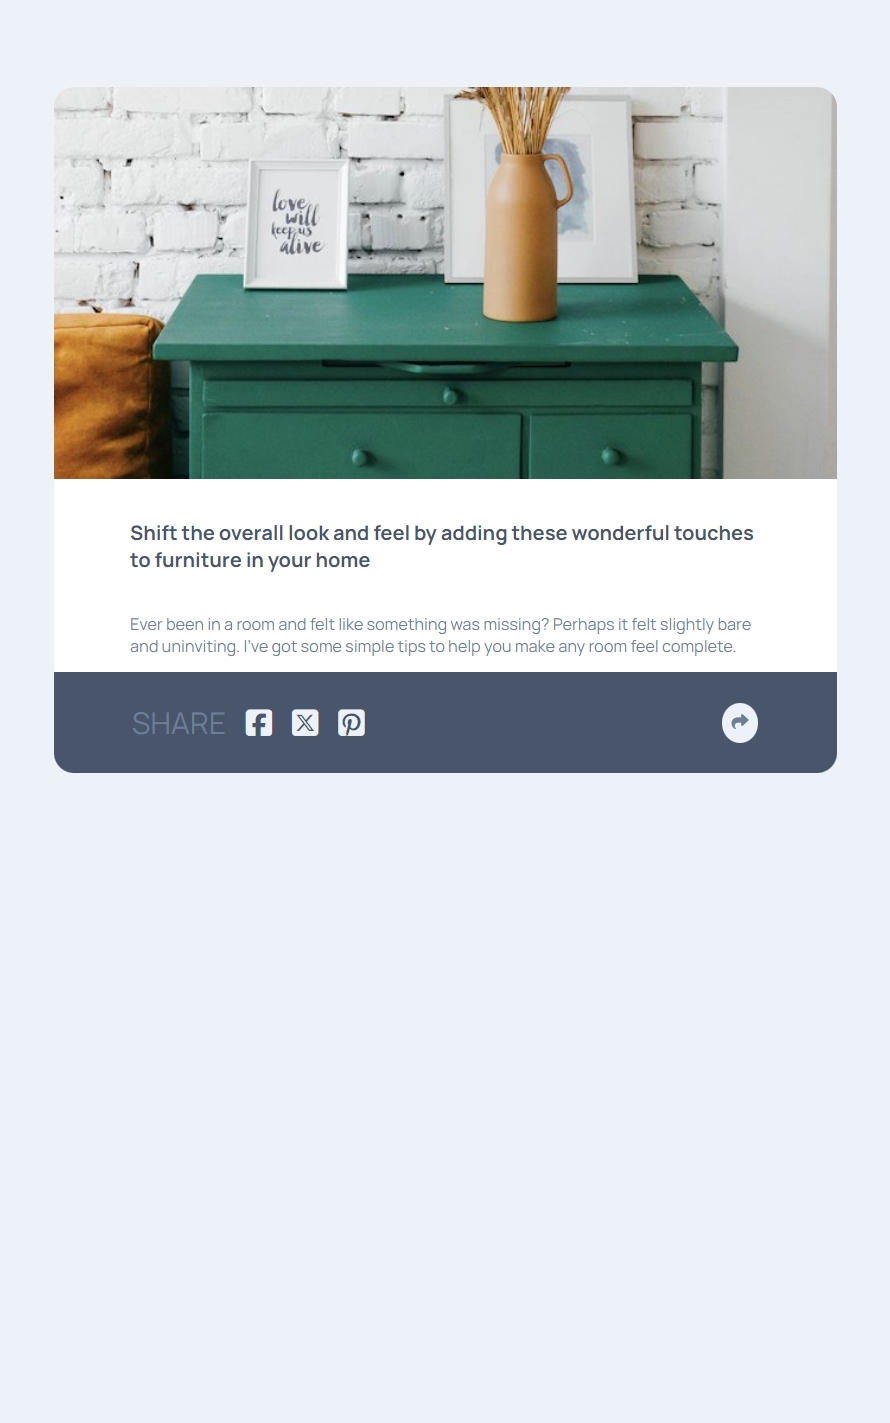 love
will
keep us
alive
Shift the overall look and feel by adding these wonderful touches
to furniture in your home
Ever been in a room and felt like something was missing? Perhaps it felt slightly bare
and uninviting. I've got some simple tips to help you make any room feel complete.
SHARE